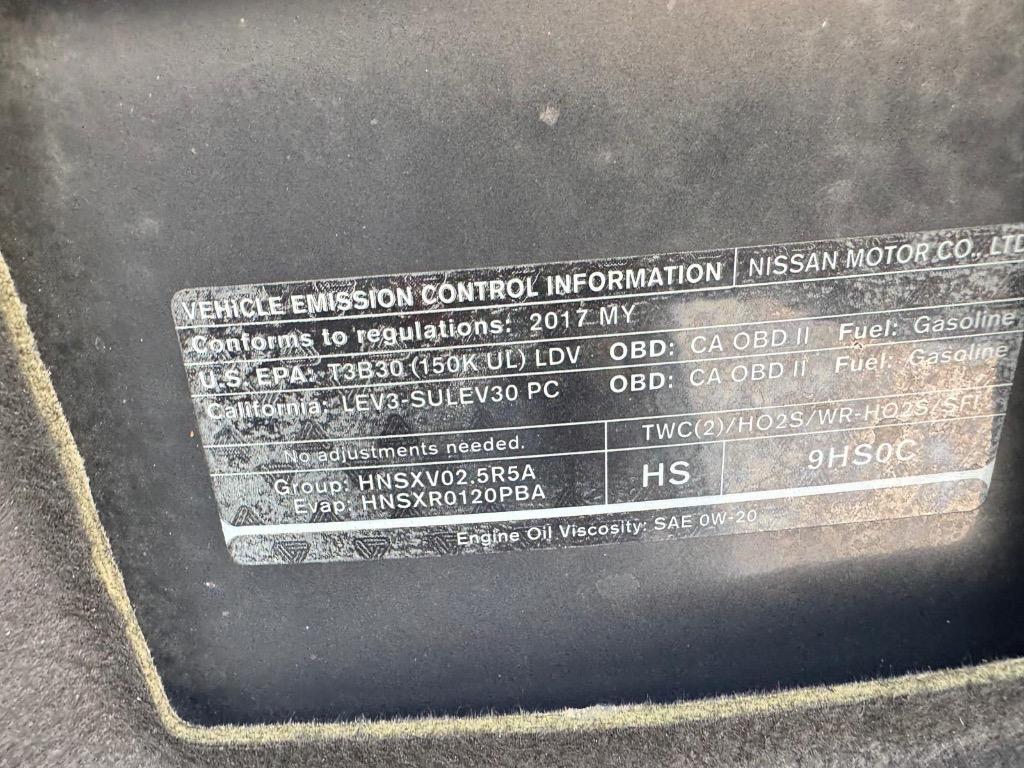 VEHICLE EMISSION CONTROL INFORMATION NISSAN MOTOR CO., LTD
Conforms to regulations: 2017 MY
U.S. EPA: T3B30 (150K UL) LDV OBD: CA OBD II Fuel: Gasoline
California: LEV3-SULEV30 PC OBD: CA OBD II Fuel: Gasoline
No adjustments needed. TWC(2)/HO2S/WR-HO2S/SFI
Group: HNSXV02.5R5A
Evap: HNSXR0120PBA
HS
9HS0C
Engine Oil Viscosity: SAE 0W-20